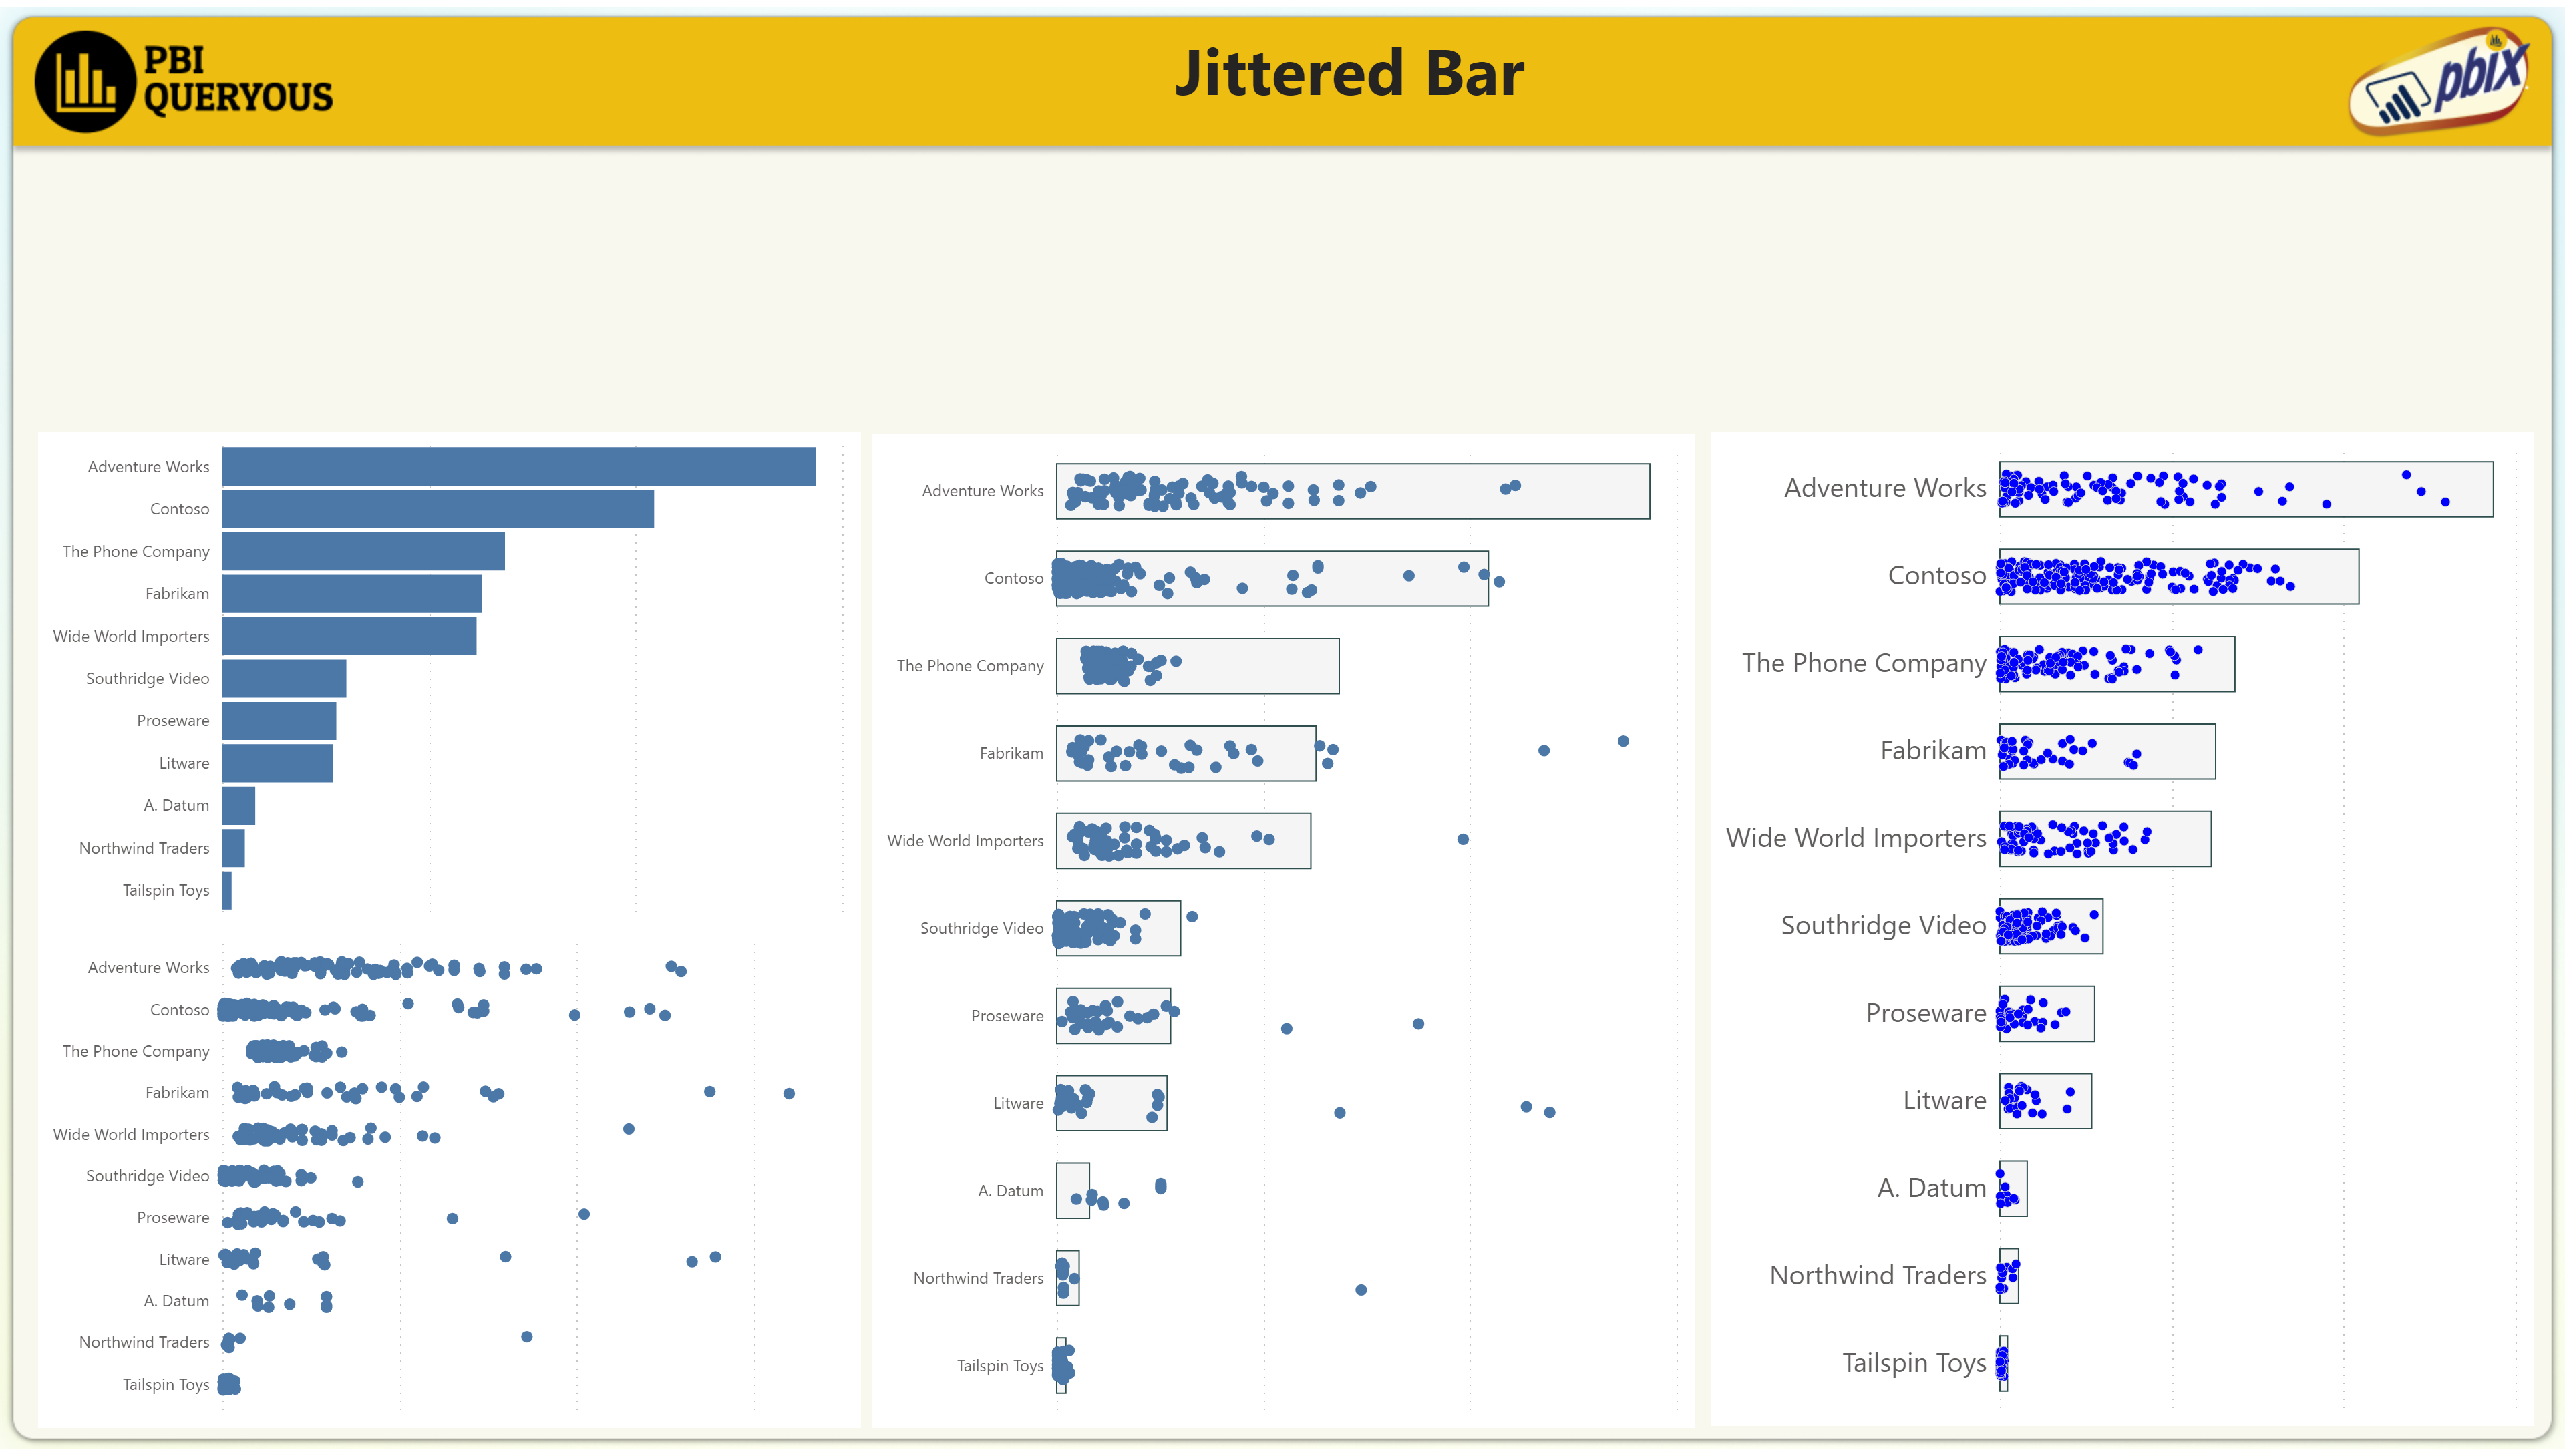 PBI
QUERYOUS
Jittered Bar
pbix
Adventure Works
Contoso
The Phone Company
Fabrikam
Wide World Importers
Southridge Video
Proseware
Litware
A. Datum
Northwind Traders
Tailspin Toys
Adventure Works
Contoso
The Phone Company
Fabrikam
Wide World Importers
Southridge Video
Proseware
Litware
A. Datum
Northwind Traders
Tailspin Toys
Adventure Works
Contoso
The Phone Company
Fabrikam
Wide World Importers
Southridge Video
Proseware
Litware
A. Datum
Northwind Traders
Tailspin Toys
Adventure Works
Contoso
The Phone Company
Fabrikam
Wide World Importers
Southridge Video
Proseware
Litware
A. Datum
Northwind Traders
Tailspin Toys